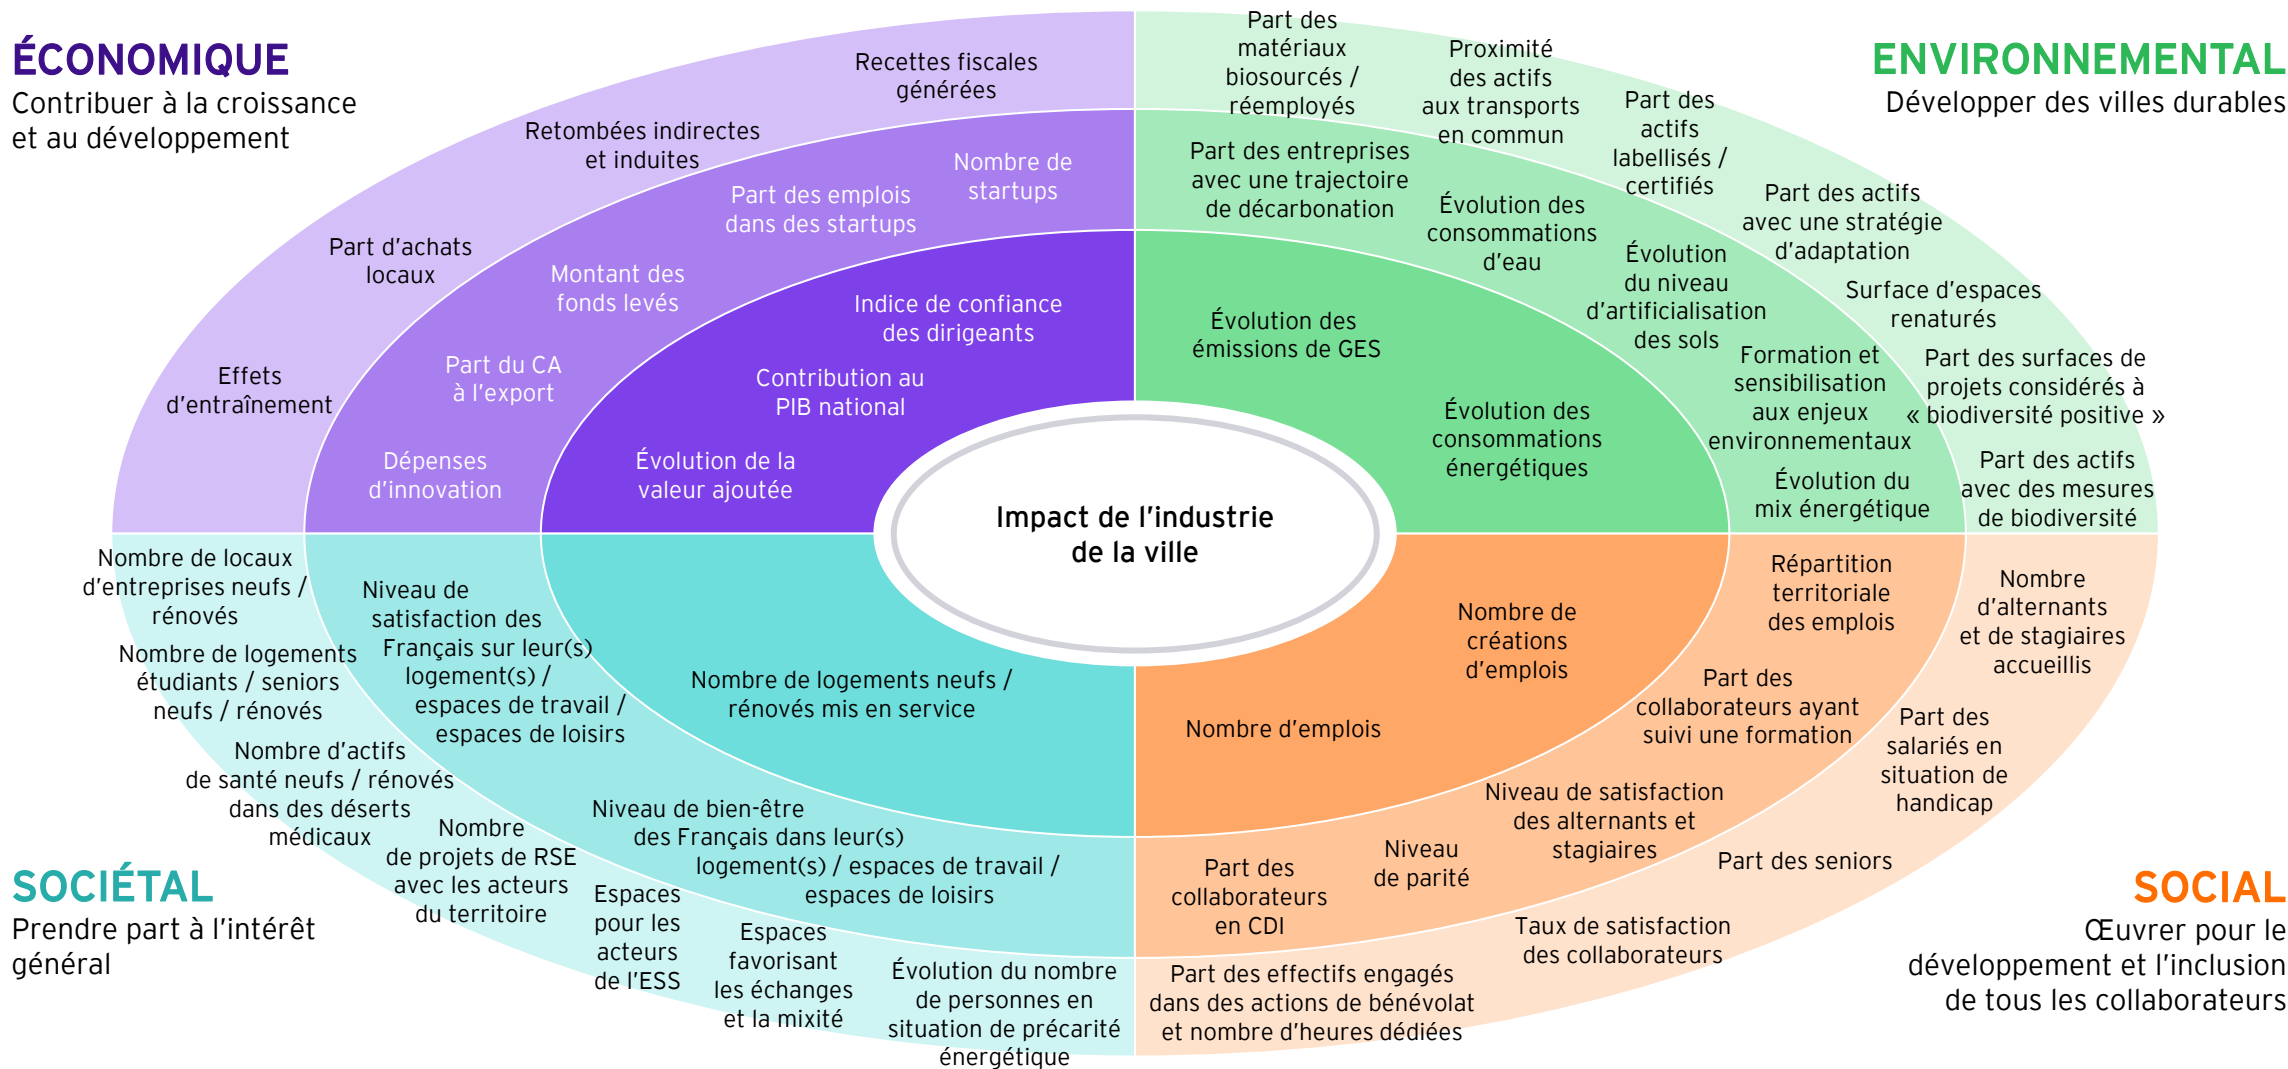 ÉCONOMIQUE
Contribuer à la croissance
et au développement
Recettes fiscales
générées
Retombées indirectes
et induites
Part d’achats
locaux
Effets
d’entraînement
Nombre de
startups
Part des emplois
dans des startups
Montant des
fonds levés
Part du CA
à l’export
Dépenses
d’innovation
Indice de confiance
des dirigeants
Contribution au
PIB national
Évolution de la
valeur ajoutée
ENVIRONNEMENTAL
Développer des villes durables
Part des
matériaux
biosourcés /
réemployés
Proximité
des actifs
aux transports
en commun
Part des
actifs
labellisés /
certifiés
Part des actifs
avec une stratégie
d’adaptation
Surface d’espaces
renaturés
Part des surfaces de
projets considérés à
« biodiversité positive »
Part des actifs
avec des mesures
de biodiversité
Part des entreprises
avec une trajectoire
de décarbonation
Évolution des
consommations
d’eau
Évolution
du niveau
d’artificialisation
des sols
Formation et
sensibilisation
aux enjeux
environnementaux
Évolution du
mix énergétique
Évolution des
émissions de GES
Évolution des
consommations
énergétiques
Impact de l’industrie
de la ville
Nombre de locaux
d’entreprises neufs /
rénovés
Nombre de logements
étudiants / seniors
neufs / rénovés
Nombre d’actifs
de santé neufs / rénovés
dans des déserts
médicaux
Nombre
de projets de RSE
avec les acteurs
du territoire
Espaces
pour les
acteurs
de l’ESS
Espaces
favorisant
les échanges
et la mixité
Évolution du nombre
de personnes en
situation de précarité
énergétique
Niveau de
satisfaction des
Français sur leur(s)
logement(s) /
espaces de travail /
espaces de loisirs
Niveau de bien-être
des Français dans leur(s)
logement(s) / espaces de travail /
espaces de loisirs
Nombre de logements neufs /
rénovés mis en service
SOCIÉTAL
Prendre part à l’intérêt
général
Nombre de
créations
d’emplois
Nombre d’emplois
Répartition
territoriale
des emplois
Part des
collaborateurs ayant
suivi une formation
Niveau de satisfaction
des alternants et
stagiaires
Niveau
de parité
Part des
collaborateurs
en CDI
Nombre
d’alternants
et de stagiaires
accueillis
Part des
salariés en
situation de
handicap
Part des seniors
Taux de satisfaction
des collaborateurs
Part des effectifs engagés
dans des actions de bénévolat
et nombre d’heures dédiées
SOCIAL
Œuvrer pour le
développement et l’inclusion
de tous les collaborateurs